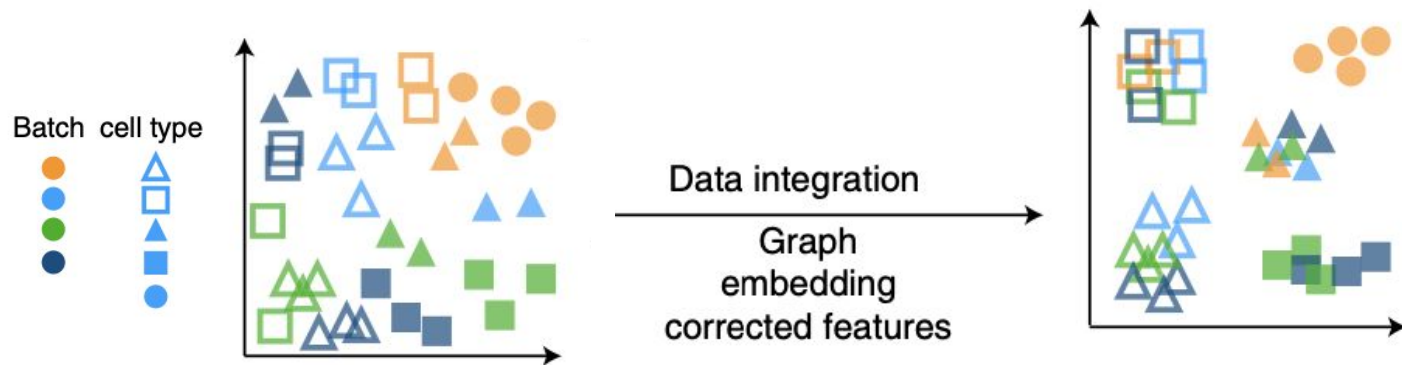 Batch cell type
Data integration
Graph
embedding
corrected features